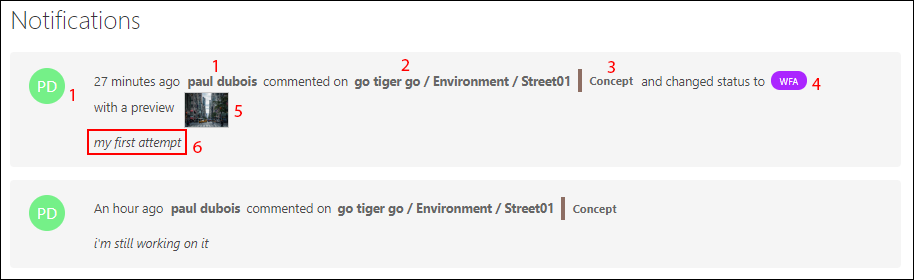 Notifications
1 2 3
PD 1 27 minutes ago paul dubois commented on go tiger go / Environment / Street01 Concept and changed status to WFA 4
with a preview 5
my first attempt 6
PD An hour ago paul dubois commented on go tiger go / Environment / Street01 Concept
i'm still working on it